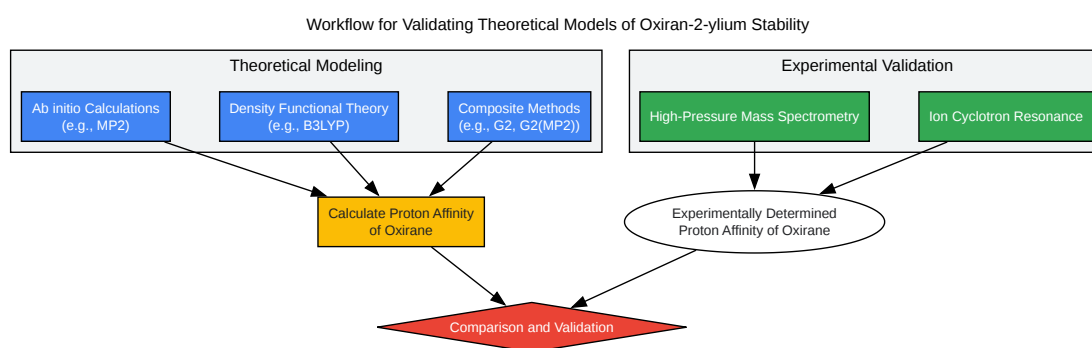 Workflow for Validating Theoretical Models of Oxiran-2-ylium Stability
Theoretical Modeling
Experimental Validation
Ab initio Calculations
(e.g., MP2)
Density Functional Theory
(e.g., B3LYP)
Composite Methods
(e.g., G2, G2(MP2))
High-Pressure Mass Spectrometry
Ion Cyclotron Resonance
Calculate Proton Affinity
of Oxirane
Experimentally Determined
Proton Affinity of Oxirane
Comparison and Validation